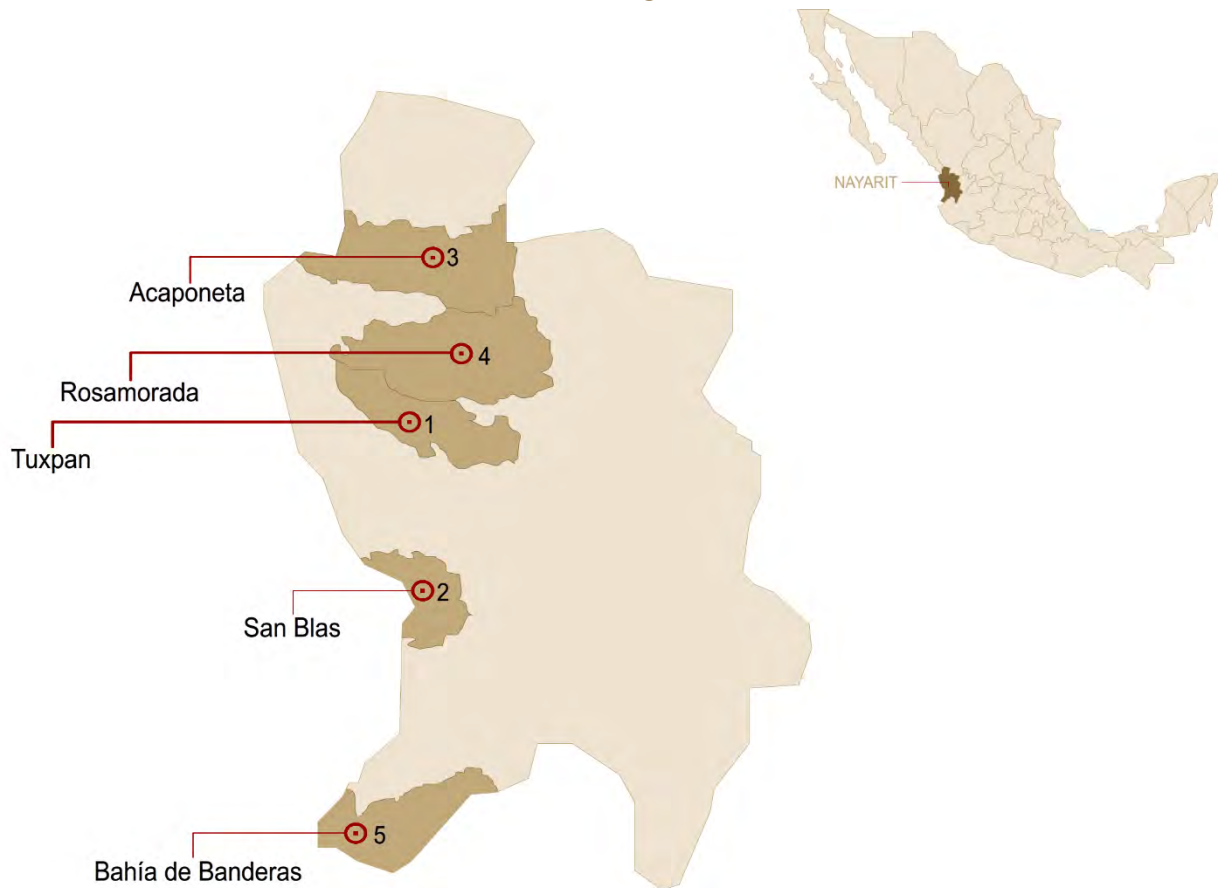 NAYARIT
3
Acaponeta
4
Rosamorada
1
Tuxpan
2
San Blas
5
Bahía de Banderas